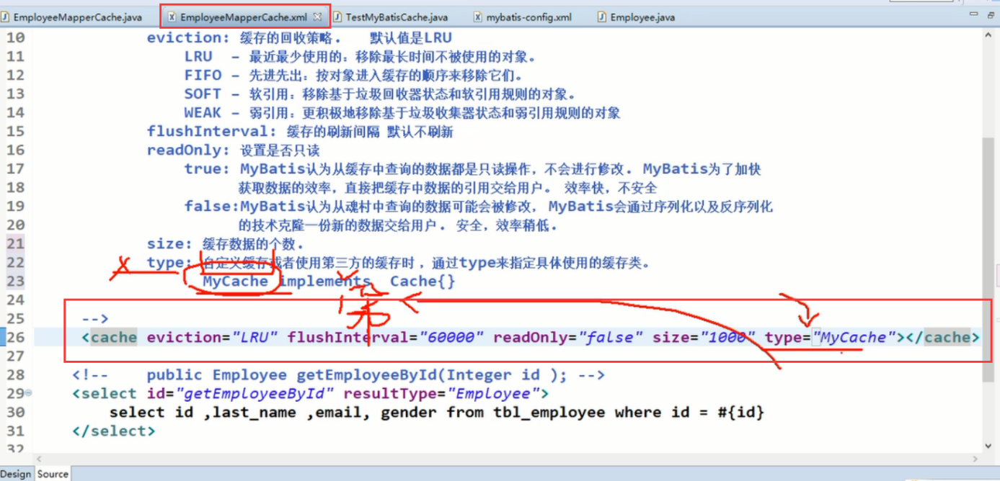 EmployeeMapperCache.java EmployeeMapperCache.xml TestMyBatisCache.java mybatis-config.xml Employee.java
10 eviction: 缓存的回收策略. 默认值是LRU
11 LRU – 最近最少使用的: 移除最长时间不被使用的对象。
12 FIFO – 先进先出: 按对象进入缓存的顺序来移除它们。
13 SOFT – 软引用: 移除基于垃圾回收器状态和软引用规则的对象。
14 WEAK – 弱引用: 更积极地移除基于垃圾收集器状态和弱引用规则的对象
15 flushInterval: 缓存的刷新间隔 默认不刷新
16 readOnly: 设置是否只读
17 true: MyBatis认为从缓存中查询的数据都是只读操作, 不会进行修改. MyBatis为了加快
18 获取数据的效率, 直接把缓存中数据的引用交给用户。 效率快, 不安全
19 false:MyBatis认为从魂村中查询的数据可能会被修改, MyBatis会通过序列化以及反序列化
20 的技术克隆一份新的数据交给用户. 安全, 效率稍低.
21 size: 缓存数据的个数.
22 type: 自定义缓存或者使用第三方的缓存时, 通过type来指定具体使用的缓存类。
23 MyCache implements Cache{}
24
25 -->
26 <cache eviction="LRU" flushInterval="60000" readOnly="false" size="1000" type="MyCache"></cache>
27
28 <!-- public Employee getEmployeeById(Integer id ); -->
29 <select id="getEmployeeById" resultType="Employee">
30 select id ,last_name ,email, gender from tbl_employee where id = #{id}
31 </select>
32
Design Source